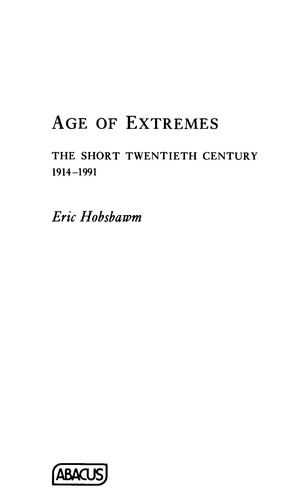 AGE OF EXTREMES
THE SHORT TWENTIETH CENTURY
1914–1991
Eric Hobsbawm
ABACUS